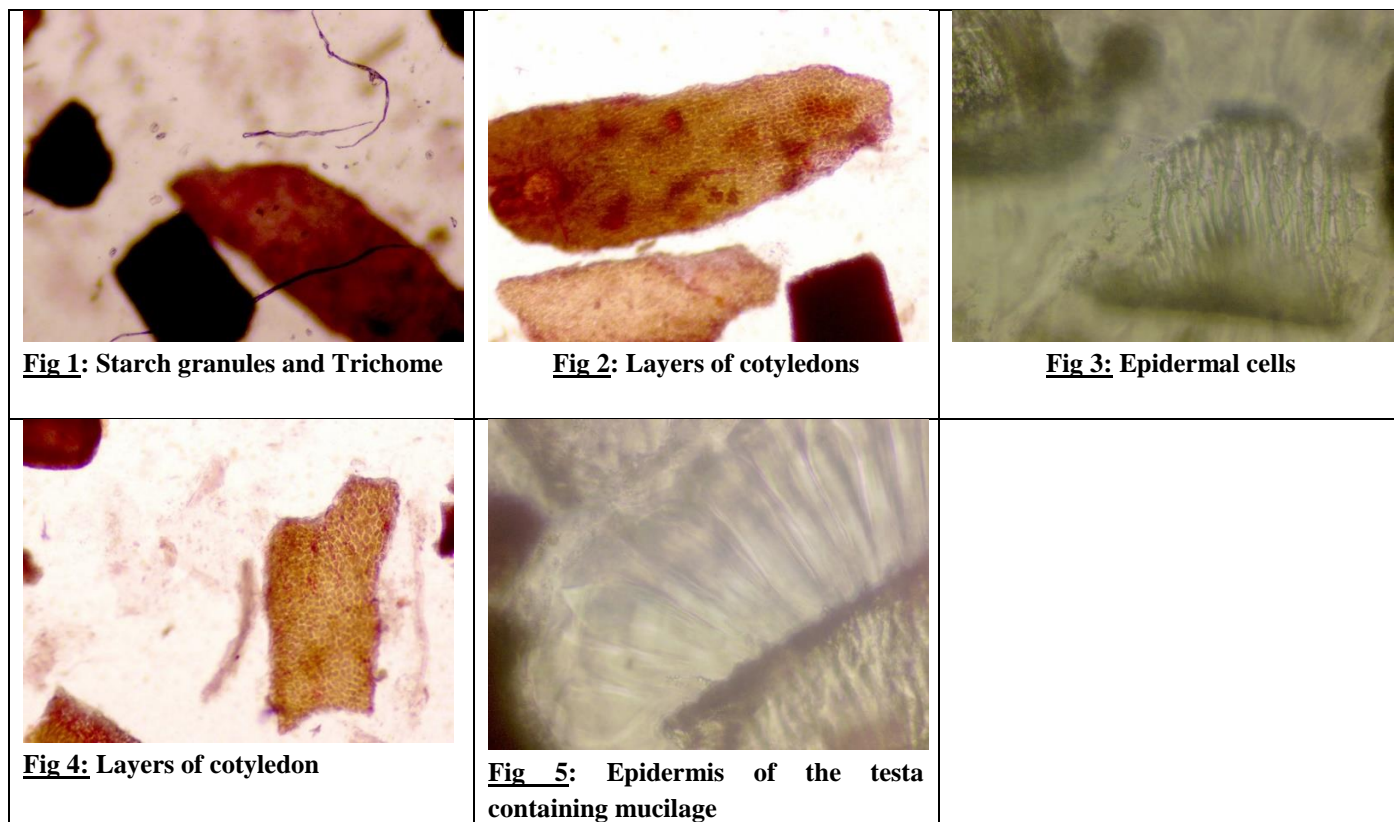 Fig 1: Starch granules and Trichome
Fig 2: Layers of cotyledons
Fig 3: Epidermal cells
Fig 4: Layers of cotyledon
Fig 5: Epidermis of the testa
containing mucilage